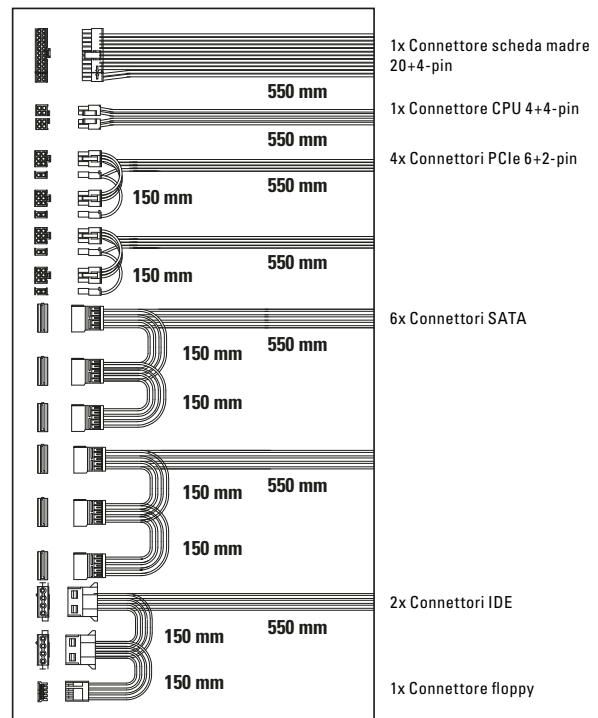 1x Connettore scheda madre
20+4-pin
550 mm
1x Connettore CPU 4+4-pin
550 mm
4x Connettori PCIe 6+2-pin
550 mm
150 mm
550 mm
150 mm
6x Connettori SATA
550 mm
150 mm
150 mm
550 mm
150 mm
150 mm
2x Connettori IDE
550 mm
150 mm
150 mm
1x Connettore floppy